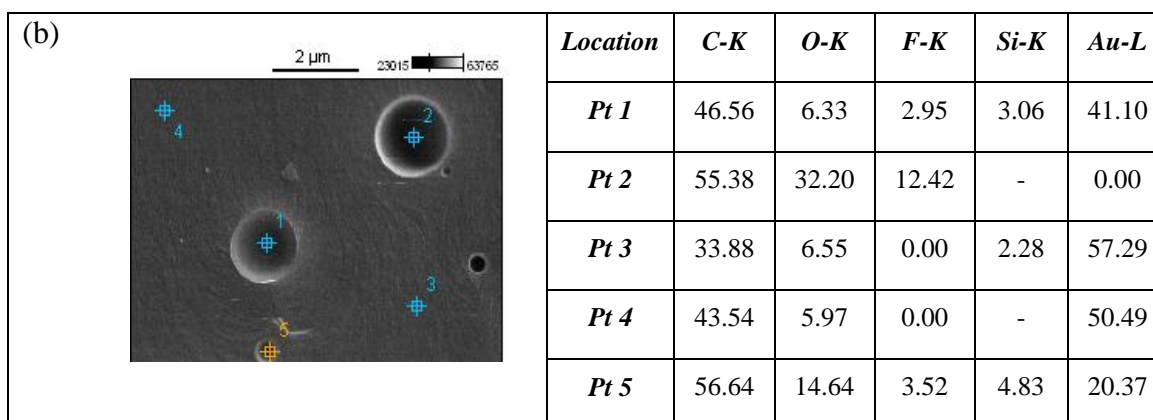 (b)
2 µm
23015 63765
4
2
1
3
5
Location C-K O-K F-K Si-K Au-L
Pt 1 46.56 6.33 2.95 3.06 41.10
Pt 2 55.38 32.20 12.42 - 0.00
Pt 3 33.88 6.55 0.00 2.28 57.29
Pt 4 43.54 5.97 0.00 - 50.49
Pt 5 56.64 14.64 3.52 4.83 20.37